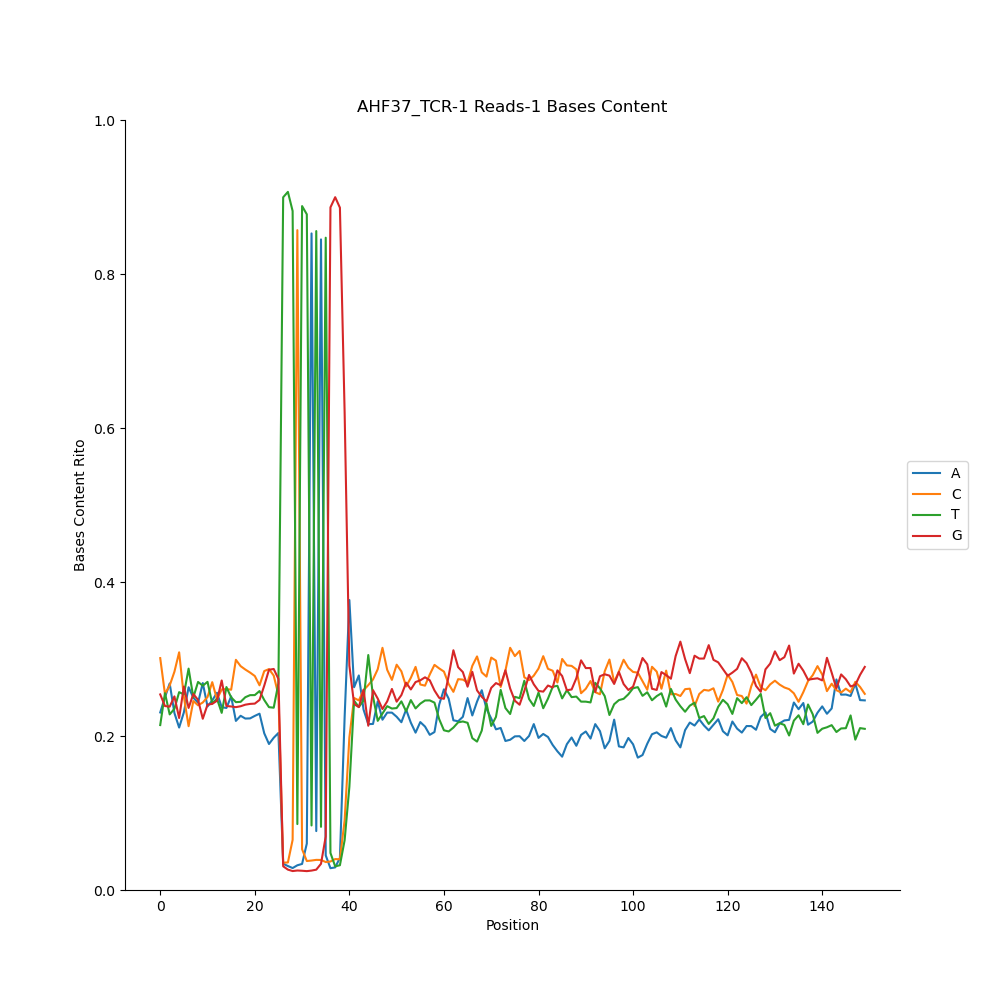 AHF37_TCR-1 Reads-1 Bases Content
1.0
0.8
0.6
0.4
0.2
0.0
Bases Content Rito
0 20 40 60 80 100 120 140
Position
A
C
T
G